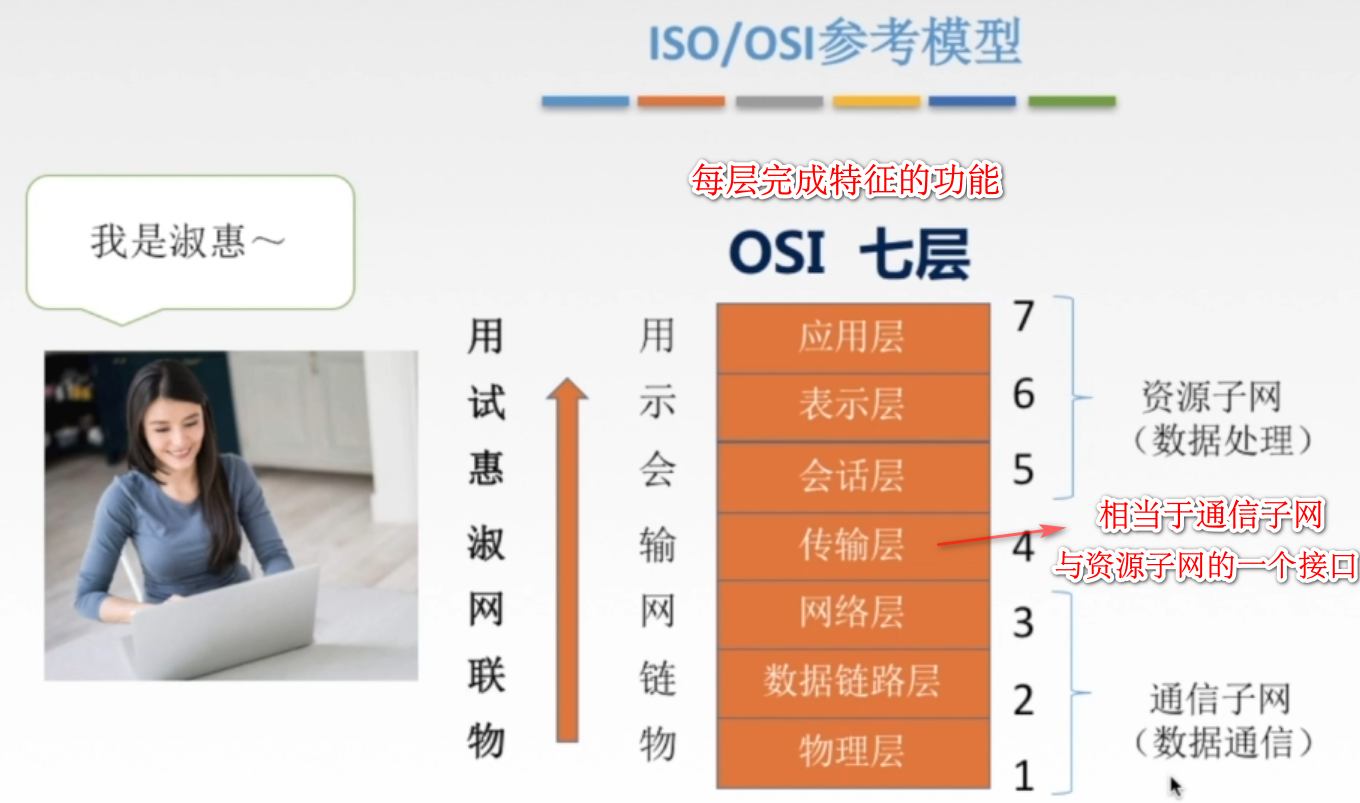 ISO/OSI参考模型
每层完成特征的功能
我是淑惠~
OSI 七层
用 用 应用层 7
试 示 表示层 6
资源子网
(数据处理)
惠 会 会话层 5
淑 输 传输层 4
相当于通信子网
与资源子网的一个接口
网 网 网络层 3
联 链 数据链路层 2
通信子网
(数据通信)
物 物 物理层 1